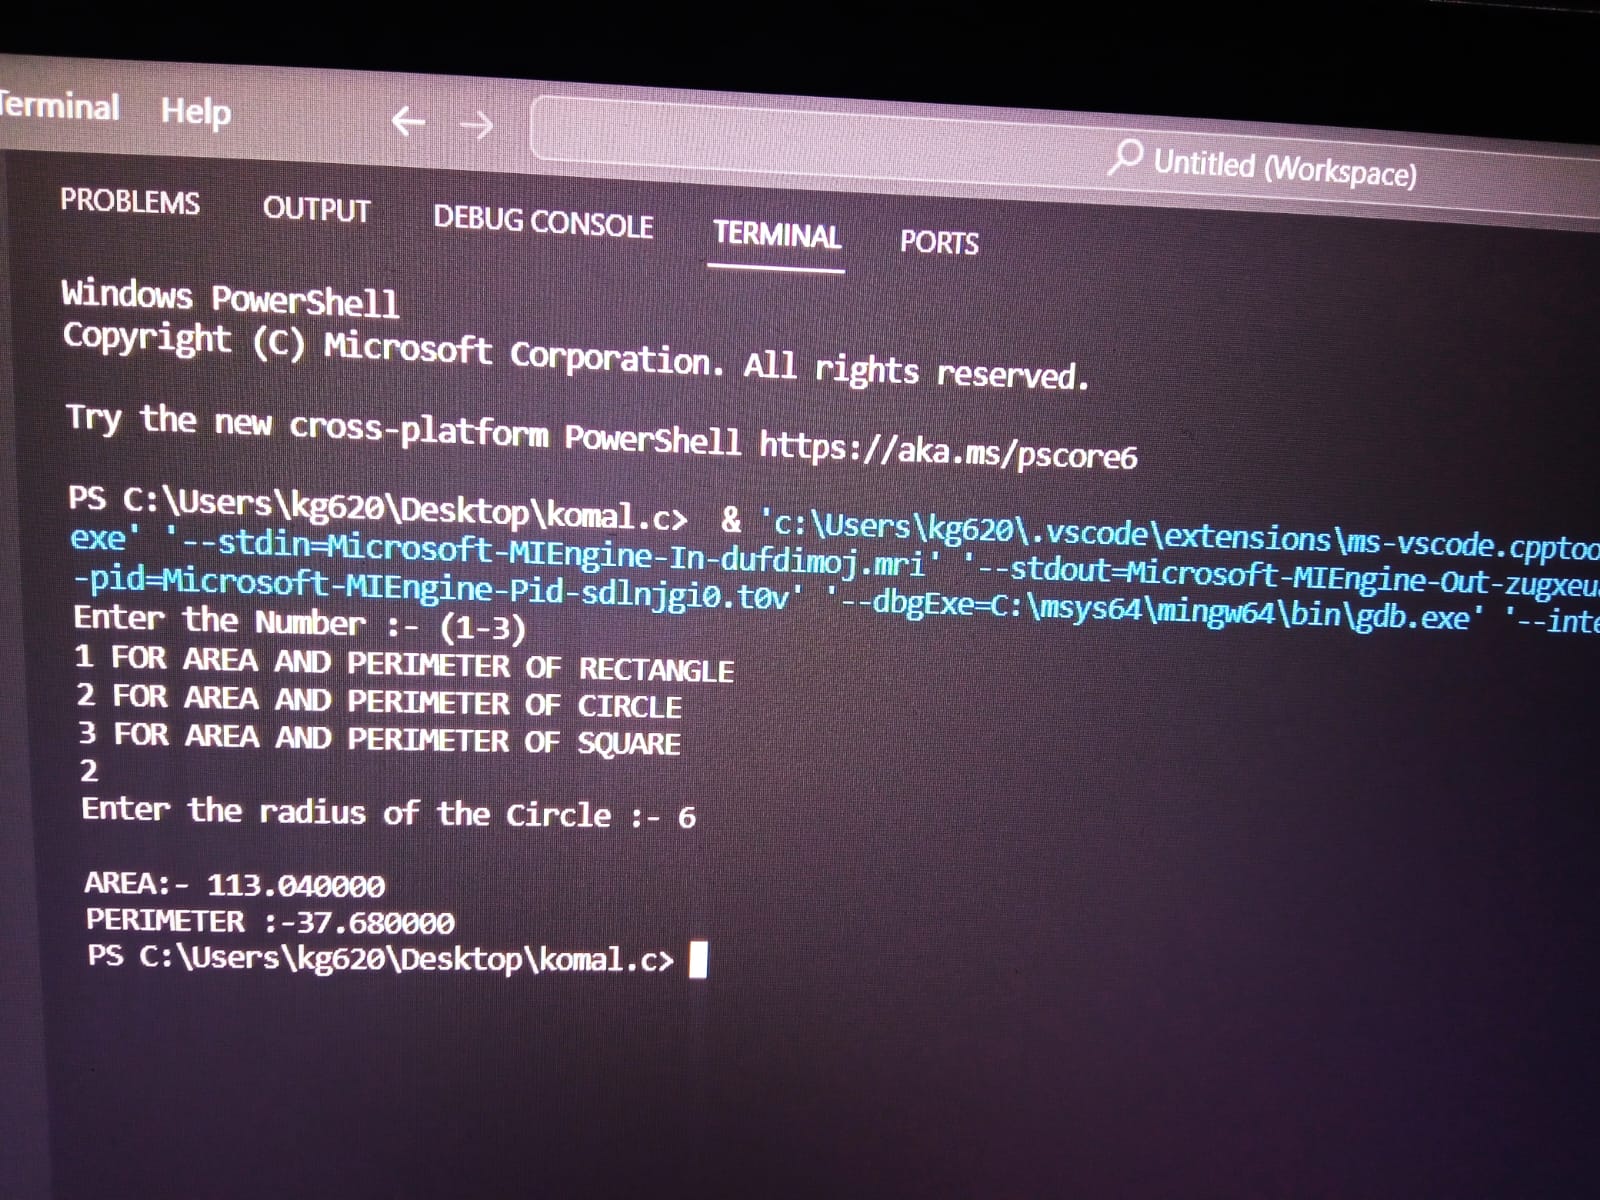 Terminal Help
Untitled (Workspace)
PROBLEMS OUTPUT DEBUG CONSOLE TERMINAL PORTS
Windows PowerShell
Copyright (C) Microsoft Corporation. All rights reserved.
Try the new cross-platform PowerShell https://aka.ms/pscore6
PS C:\Users\kg620\Desktop\komal.c> & 'c:\Users\kg620\.vscode\extensions\ms-vscode.cpptoo
exe' '--stdin=Microsoft-MIEngine-In-dufdimoj.mri' '--stdout=Microsoft-MIEngine-Out-zugxeu
-pid=Microsoft-MIEngine-Pid-sdlnjgi0.t0v' '--dbgExe=C:\msys64\mingw64\bin\gdb.exe' '--inte
Enter the Number :- (1-3)
1 FOR AREA AND PERIMETER OF RECTANGLE
2 FOR AREA AND PERIMETER OF CIRCLE
3 FOR AREA AND PERIMETER OF SQUARE
2
Enter the radius of the Circle :- 6
AREA:- 113.040000
PERIMETER :-37.680000
PS C:\Users\kg620\Desktop\komal.c>